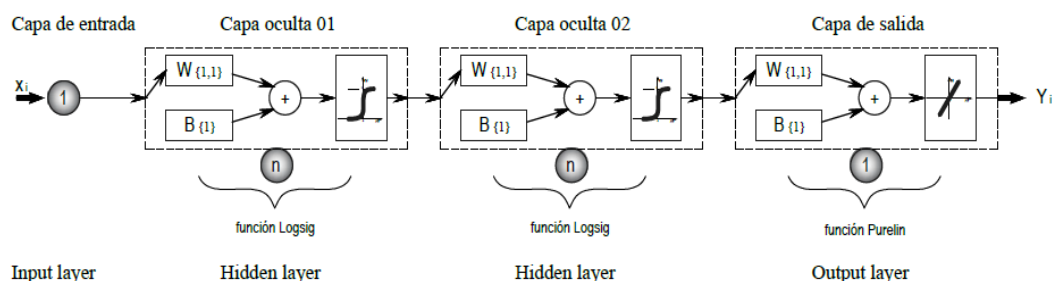 Capa de entrada Capa oculta 01 Capa oculta 02 Capa de salida
W {1,1} W {1,1} W {1,1}
Xi 1 + + + Yi
B {1} B {1} B {1}
n n 1
función Logsig función Logsig función Purelin
Input layer Hidden layer Hidden layer Output layer